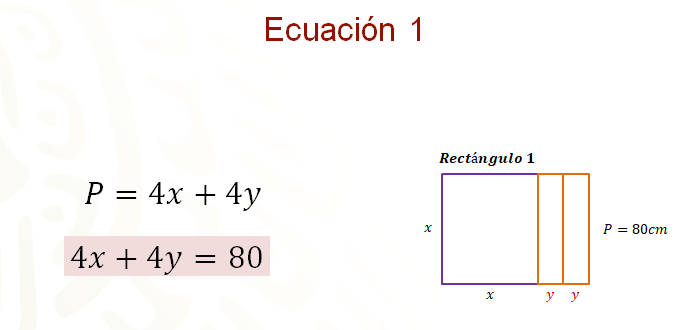 Ecuación 1
P = 4x + 4y
4x + 4y = 80
Rectángulo 1
x
P = 80cm
x y y